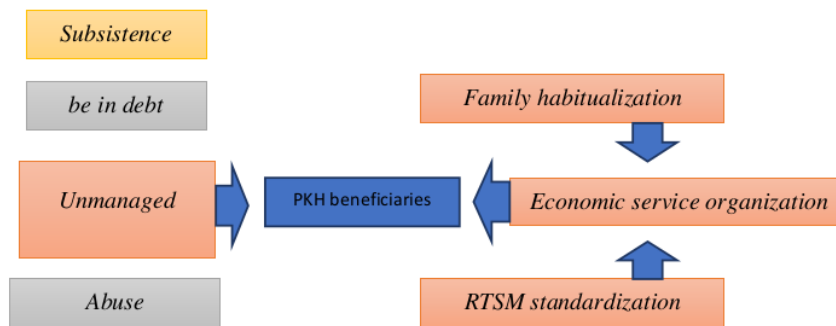 Subsistence
be in debt
Family habitualization
Unmanaged
PKH beneficiaries
Economic service organization
Abuse
RTSM standardization